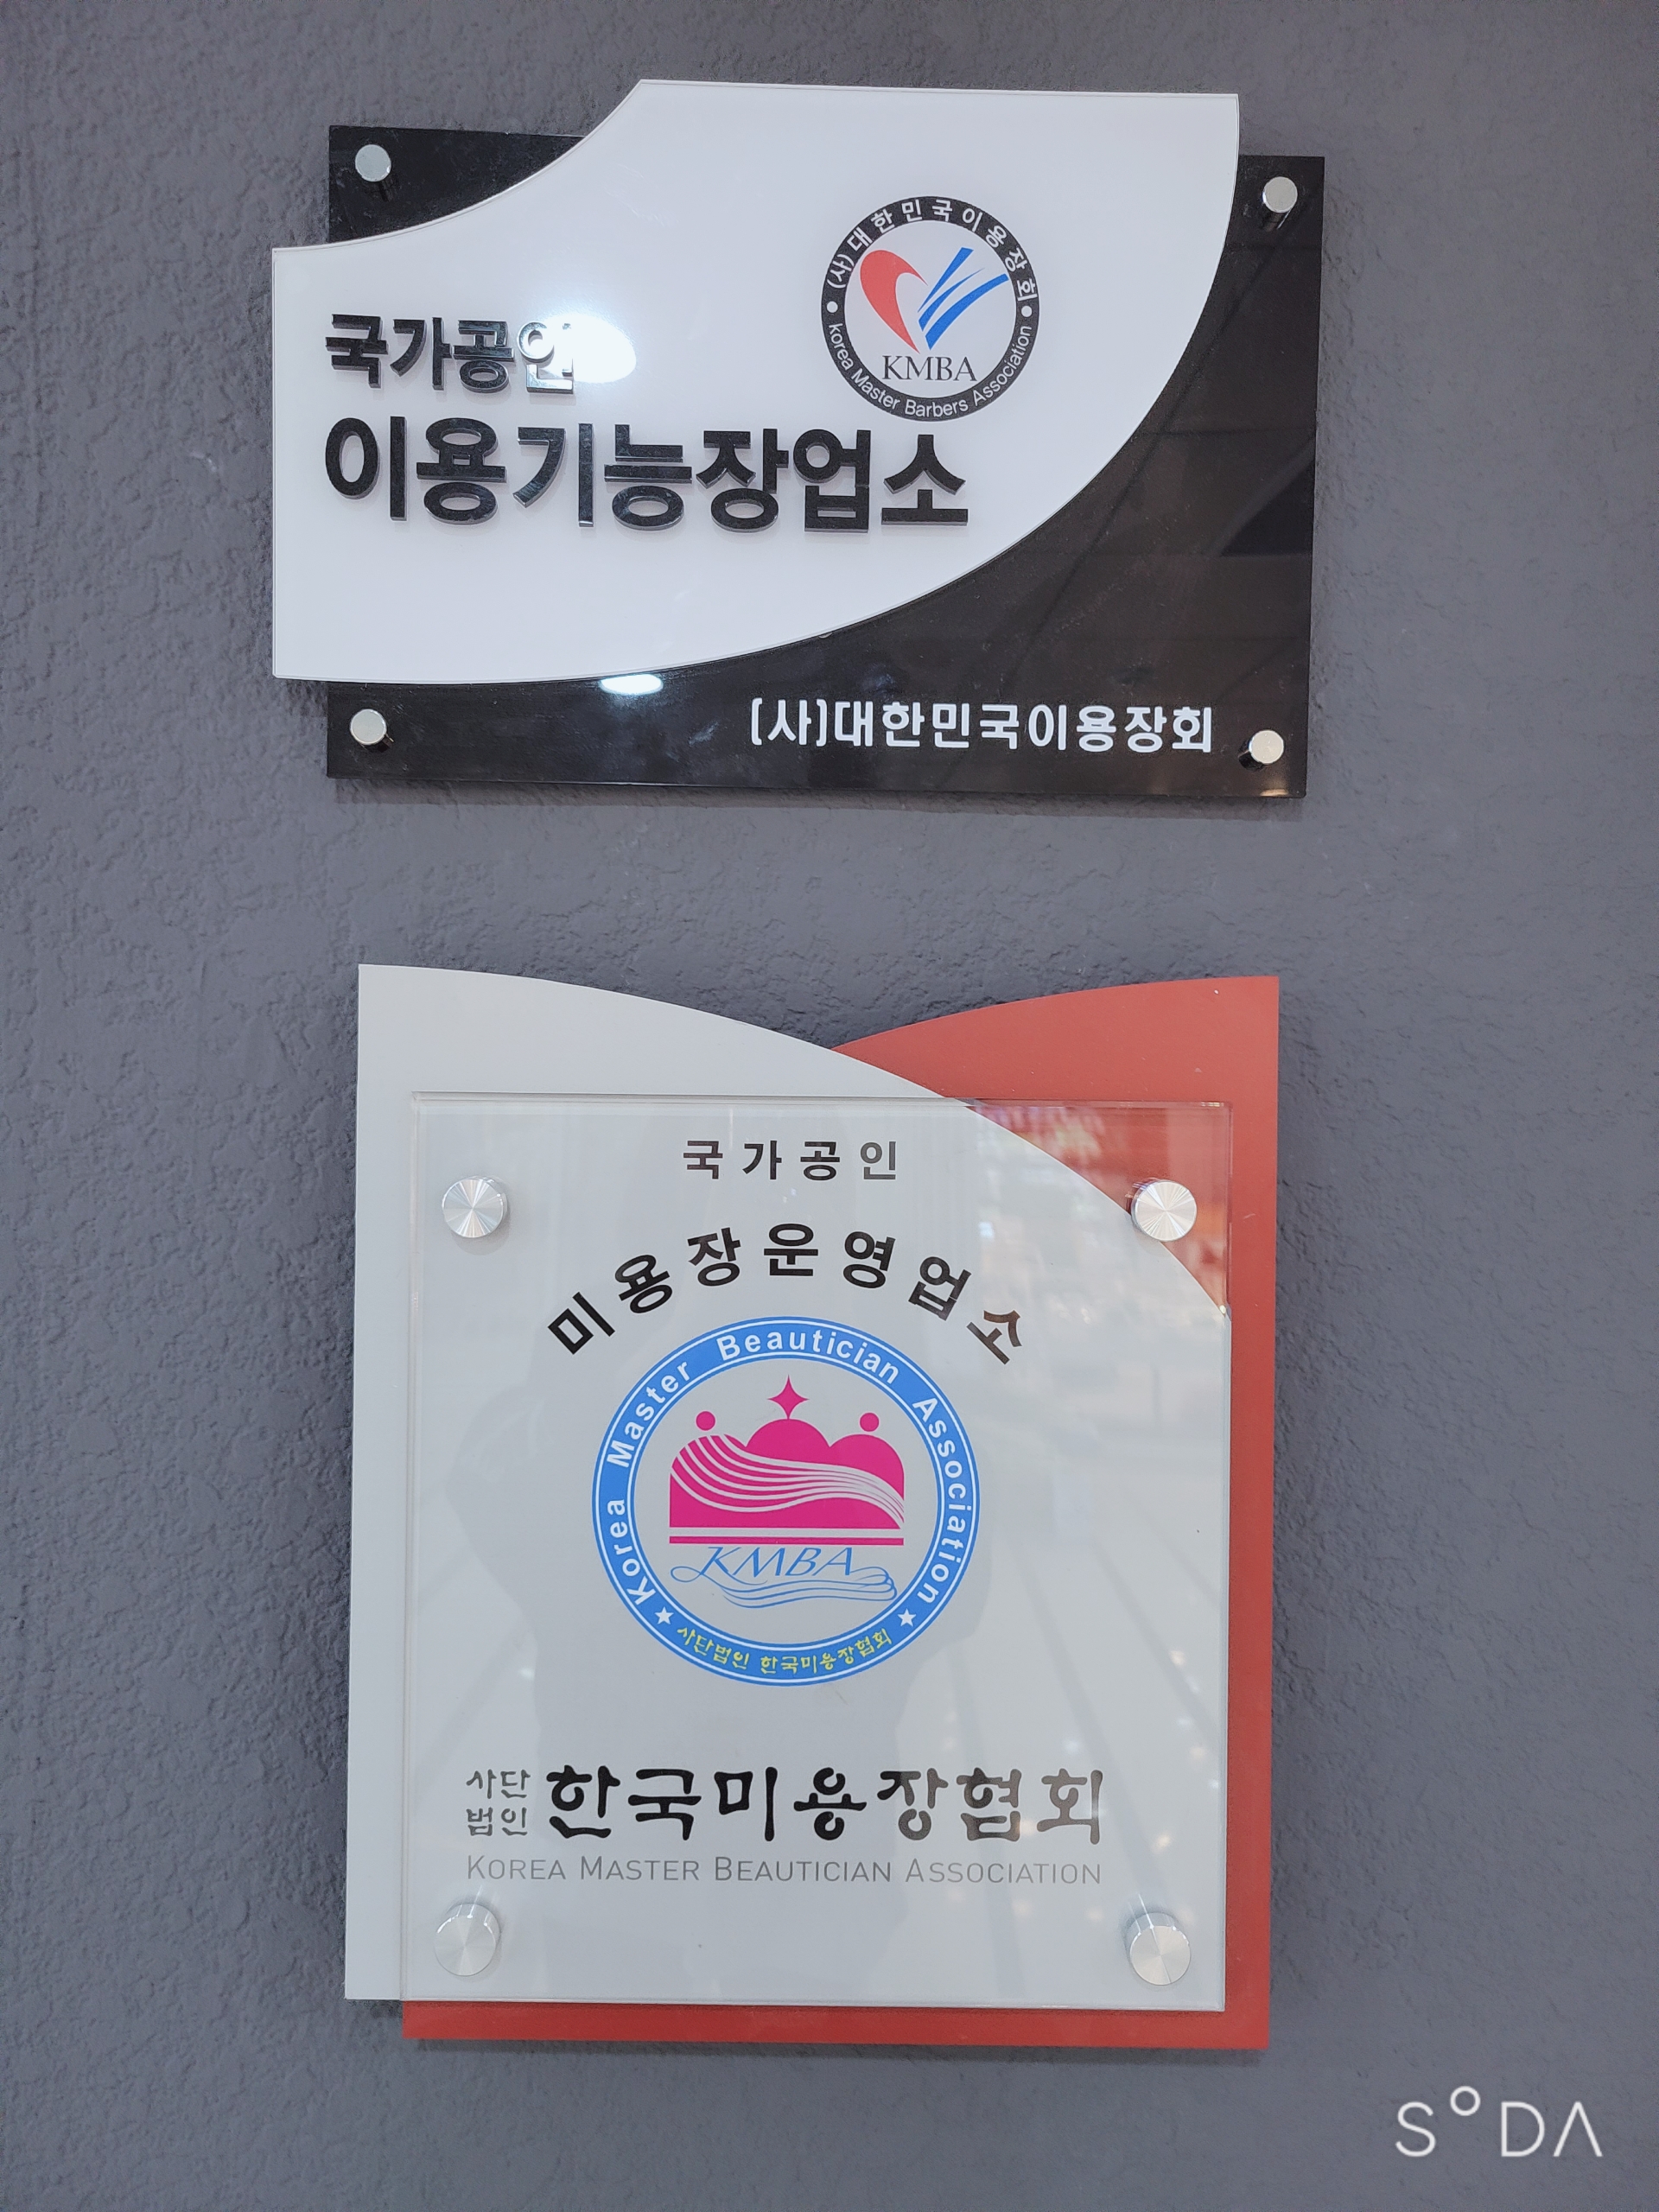 (사)대한민국이용장회
KMBA
Korea Master Barbers Association
국가공인
이용기능장업소
(사)대한민국이용장회
국가공인
미용장운영업소
Korea Master Beautician Association
KMBA
사단법인 한국미용장협회
사단
법인 한국미용장협회
KOREA MASTER BEAUTICIAN ASSOCIATION
SODA